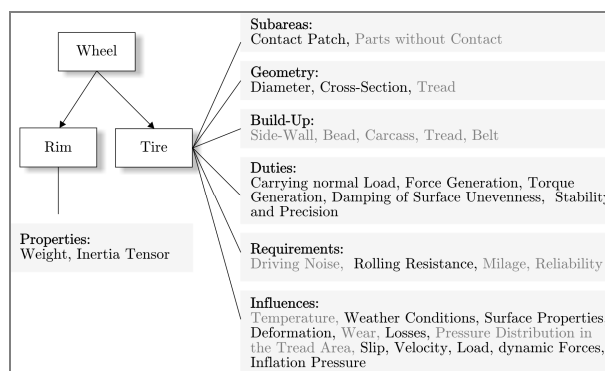 Wheel
Rim
Tire
Properties:
Weight, Inertia Tensor
Subareas:
Contact Patch, Parts without Contact
Geometry:
Diameter, Cross-Section, Tread
Build-Up:
Side-Wall, Bead, Carcass, Tread, Belt
Duties:
Carrying normal Load, Force Generation, Torque
Generation, Damping of Surface Unevenness, Stability
and Precision
Requirements:
Driving Noise, Rolling Resistance, Milage, Reliability
Influences:
Temperature, Weather Conditions, Surface Properties
Deformation, Wear, Losses, Pressure Distribution in
the Tread Area, Slip, Velocity, Load, dynamic Forces,
Inflation Pressure